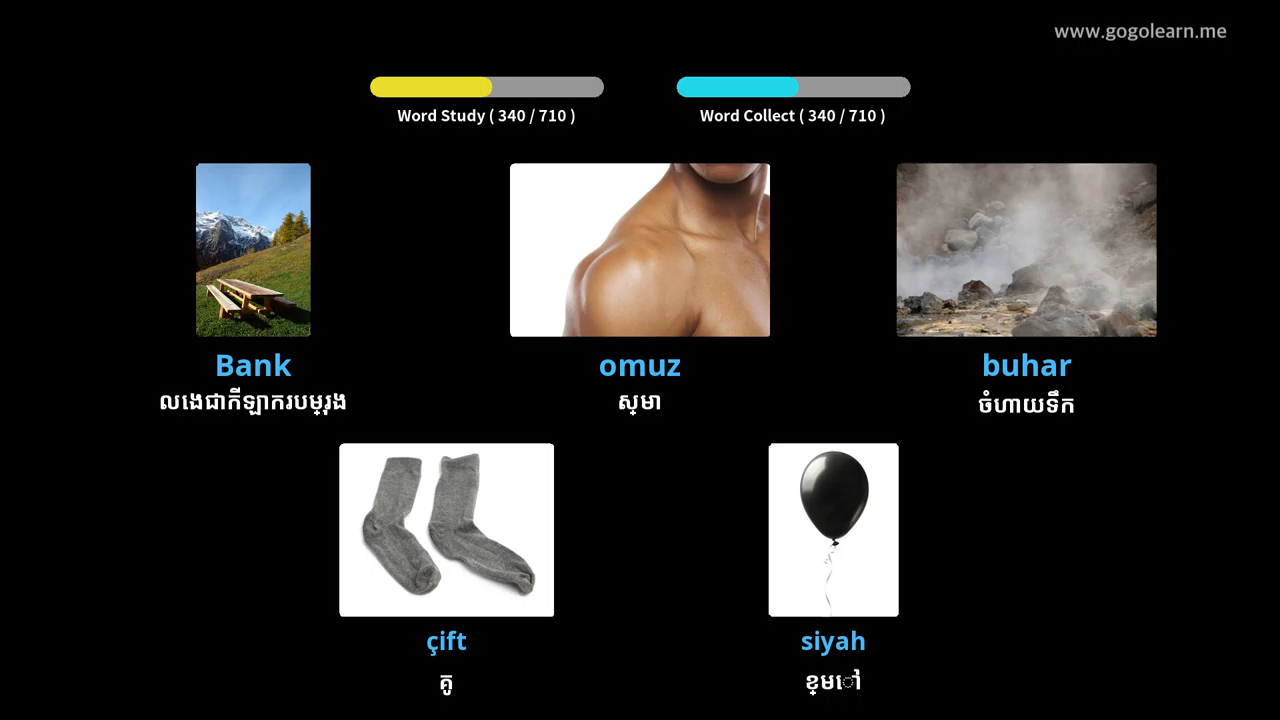 www.gogolearn.me
Word Study ( 340 / 710 )
Word Collect ( 340 / 710 )
Bank
omuz
buhar
លេងជាកីឡាករបម្រុង
ស្មា
ចំហាយទឹក
çift
siyah
គូ
ខ្មៅ